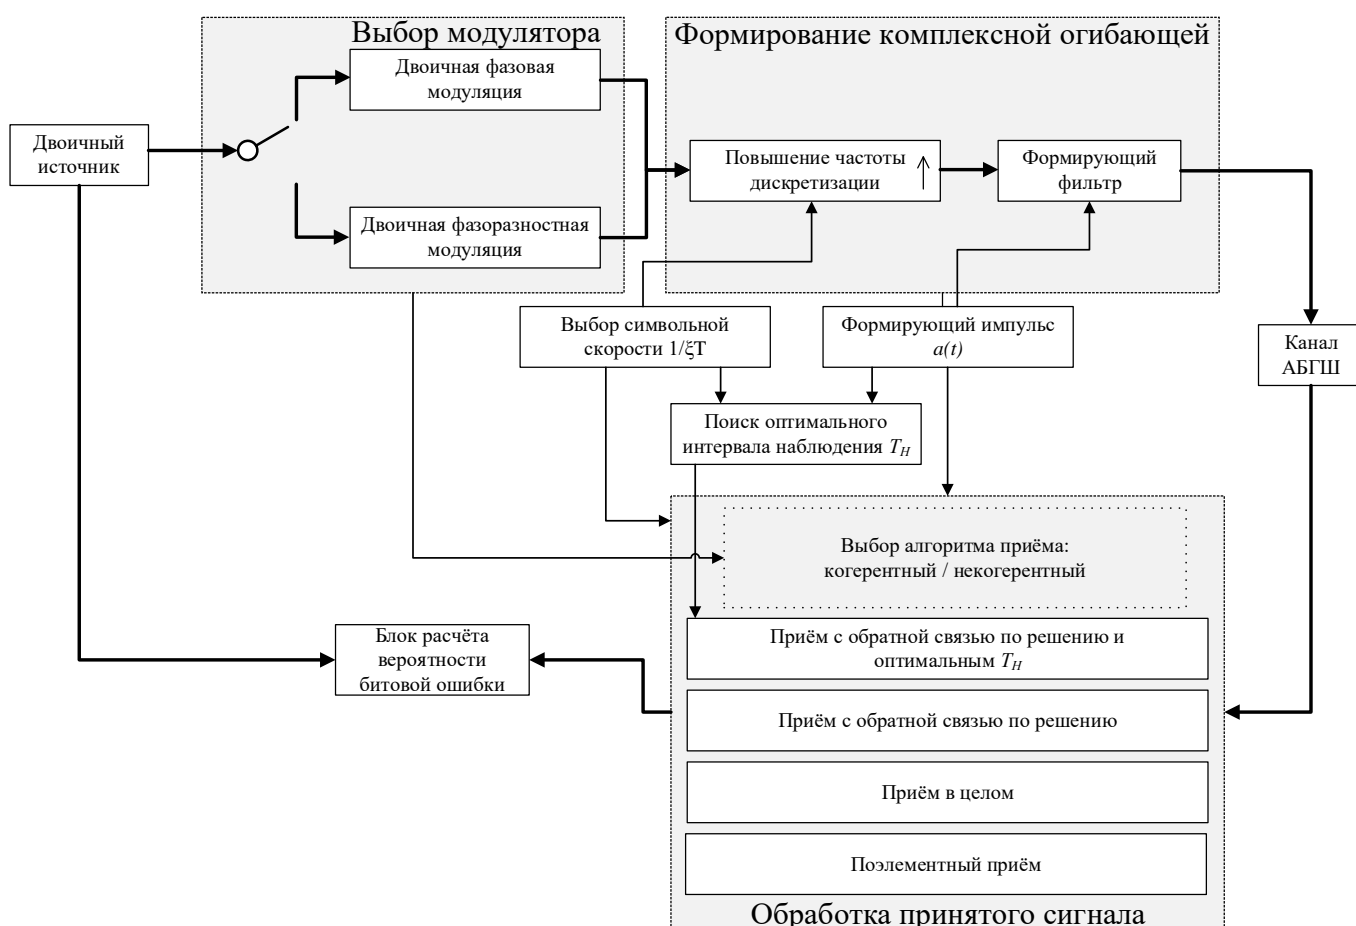 Выбор модулятора
Формирование комплексной огибающей
Двоичная фазовая
модуляция
Двоичный
источник
Повышение частоты
дискретизации
Формирующий
фильтр
Двоичная фазоразностная
модуляция
Выбор символьной
скорости 1/ξT
Формирующий импульс
a(t)
Канал
АБГШ
Поиск оптимального
интервала наблюдения T_H
Выбор алгоритма приёма:
когерентный / некогерентный
Приём с обратной связью по решению и
оптимальным T_H
Блок расчёта
вероятности
битовой ошибки
Приём с обратной связью по решению
Приём в целом
Поэлементный приём
Обработка принятого сигнала